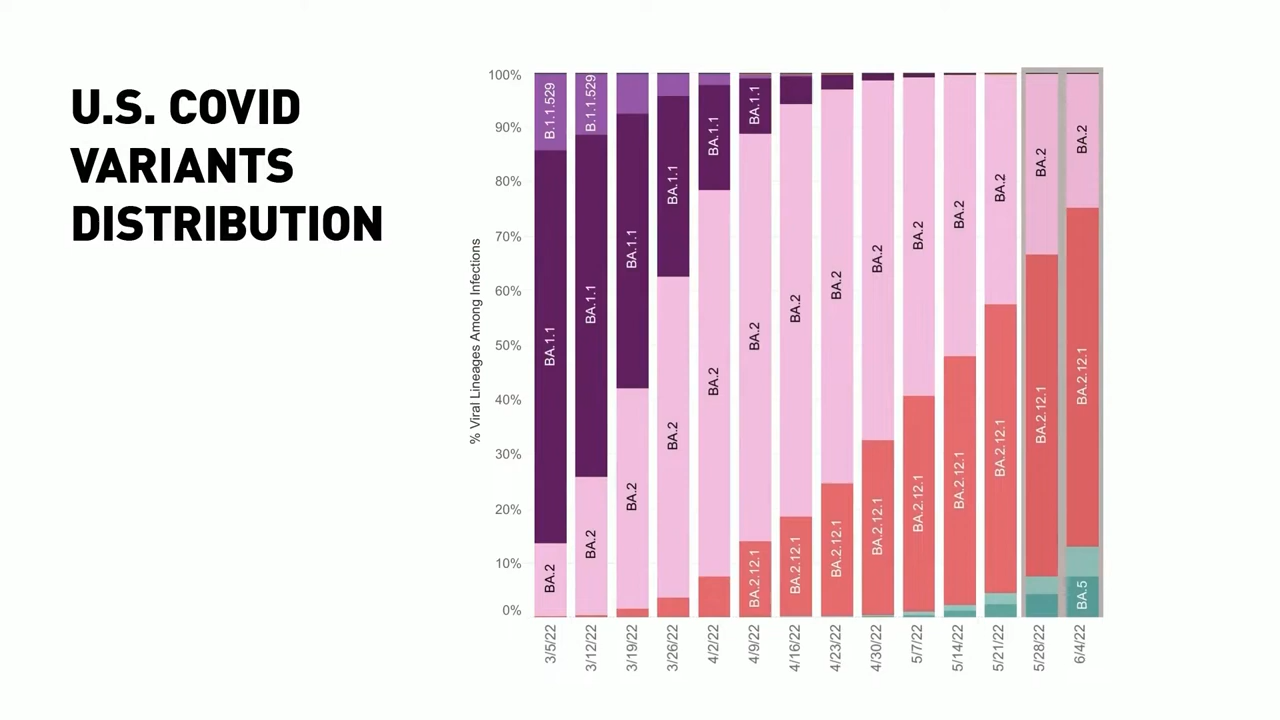 U.S. COVID
VARIANTS
DISTRIBUTION
% Viral Lineages Among Infections
100%
90%
80%
70%
60%
50%
40%
30%
20%
10%
0%
B.1.1.529
BA.1.1
BA.2
B.1.1.529
BA.1.1
BA.2
BA.1.1
BA.2
BA.1.1
BA.2
BA.1.1
BA.2
BA.1.1
BA.2
BA.2.12.1
BA.2
BA.2.12.1
BA.2
BA.2.12.1
BA.2
BA.2.12.1
BA.2
BA.2.12.1
BA.2
BA.2.12.1
BA.2
BA.2.12.1
BA.2
BA.2.12.1
BA.2
BA.2.12.1
BA.5
3/5/22
3/12/22
3/19/22
3/26/22
4/2/22
4/9/22
4/16/22
4/23/22
4/30/22
5/7/22
5/14/22
5/21/22
5/28/22
6/4/22